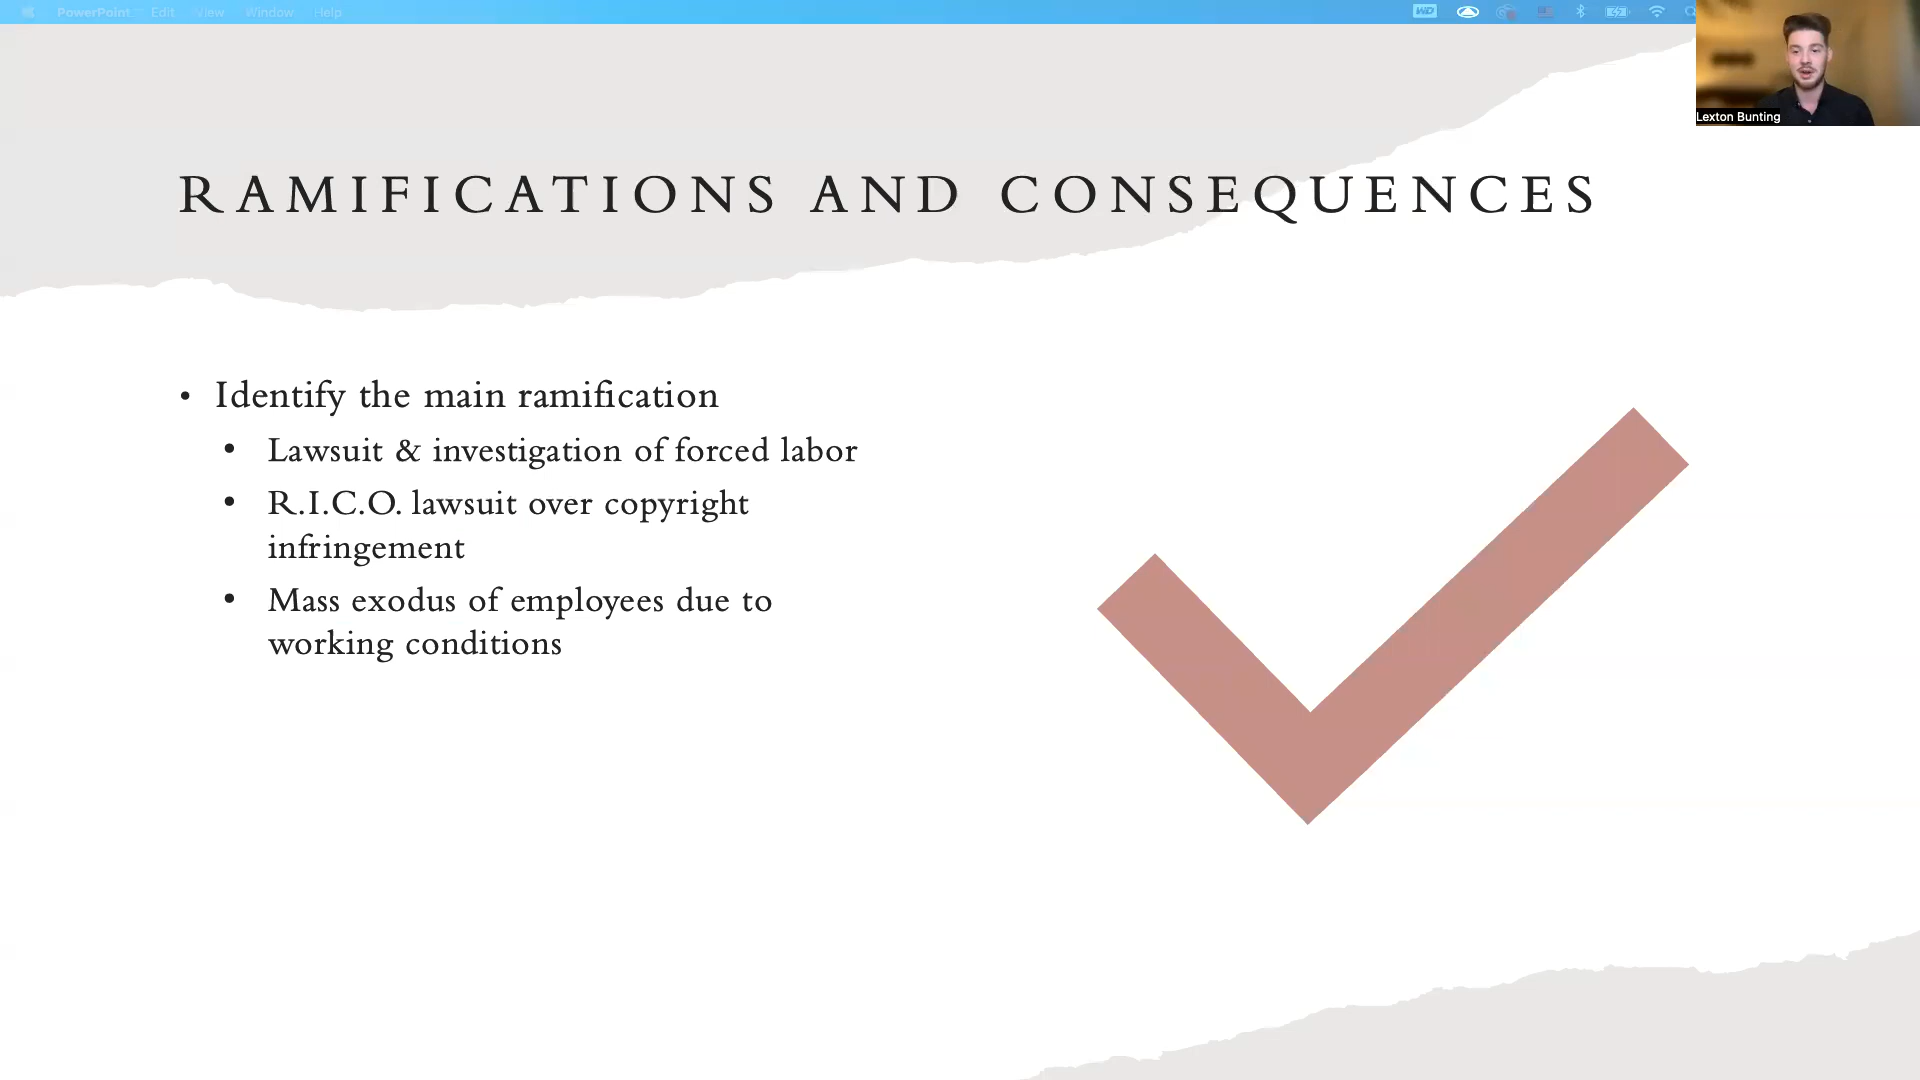 PowerPoint Edit View Window Help
WD
Lexton Bunting
RAMIFICATIONS AND CONSEQUENCES
• Identify the main ramification
• Lawsuit & investigation of forced labor
• R.I.C.O. lawsuit over copyright
infringement
• Mass exodus of employees due to
working conditions